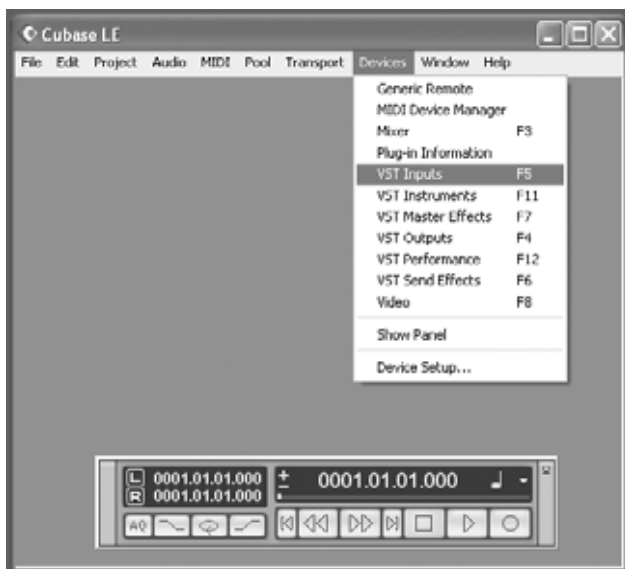 Cubase LE
File Edit Project Audio MIDI Pool Transport Devices Window Help
Generic Remote
MIDI Device Manager
Mixer F3
Plug-in Information
VST Inputs F5
VST Instruments F11
VST Master Effects F7
VST Outputs F4
VST Performance F12
VST Send Effects F6
Video F8
Show Panel
Device Setup...
L 0001.01.01.000 0001.01.01.000
R 0001.01.01.000
AQ